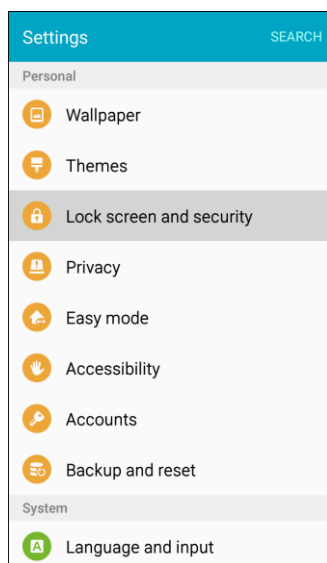 Settings SEARCH
Personal
Wallpaper
Themes
Lock screen and security
Privacy
Easy mode
Accessibility
Accounts
Backup and reset
System
A Language and input